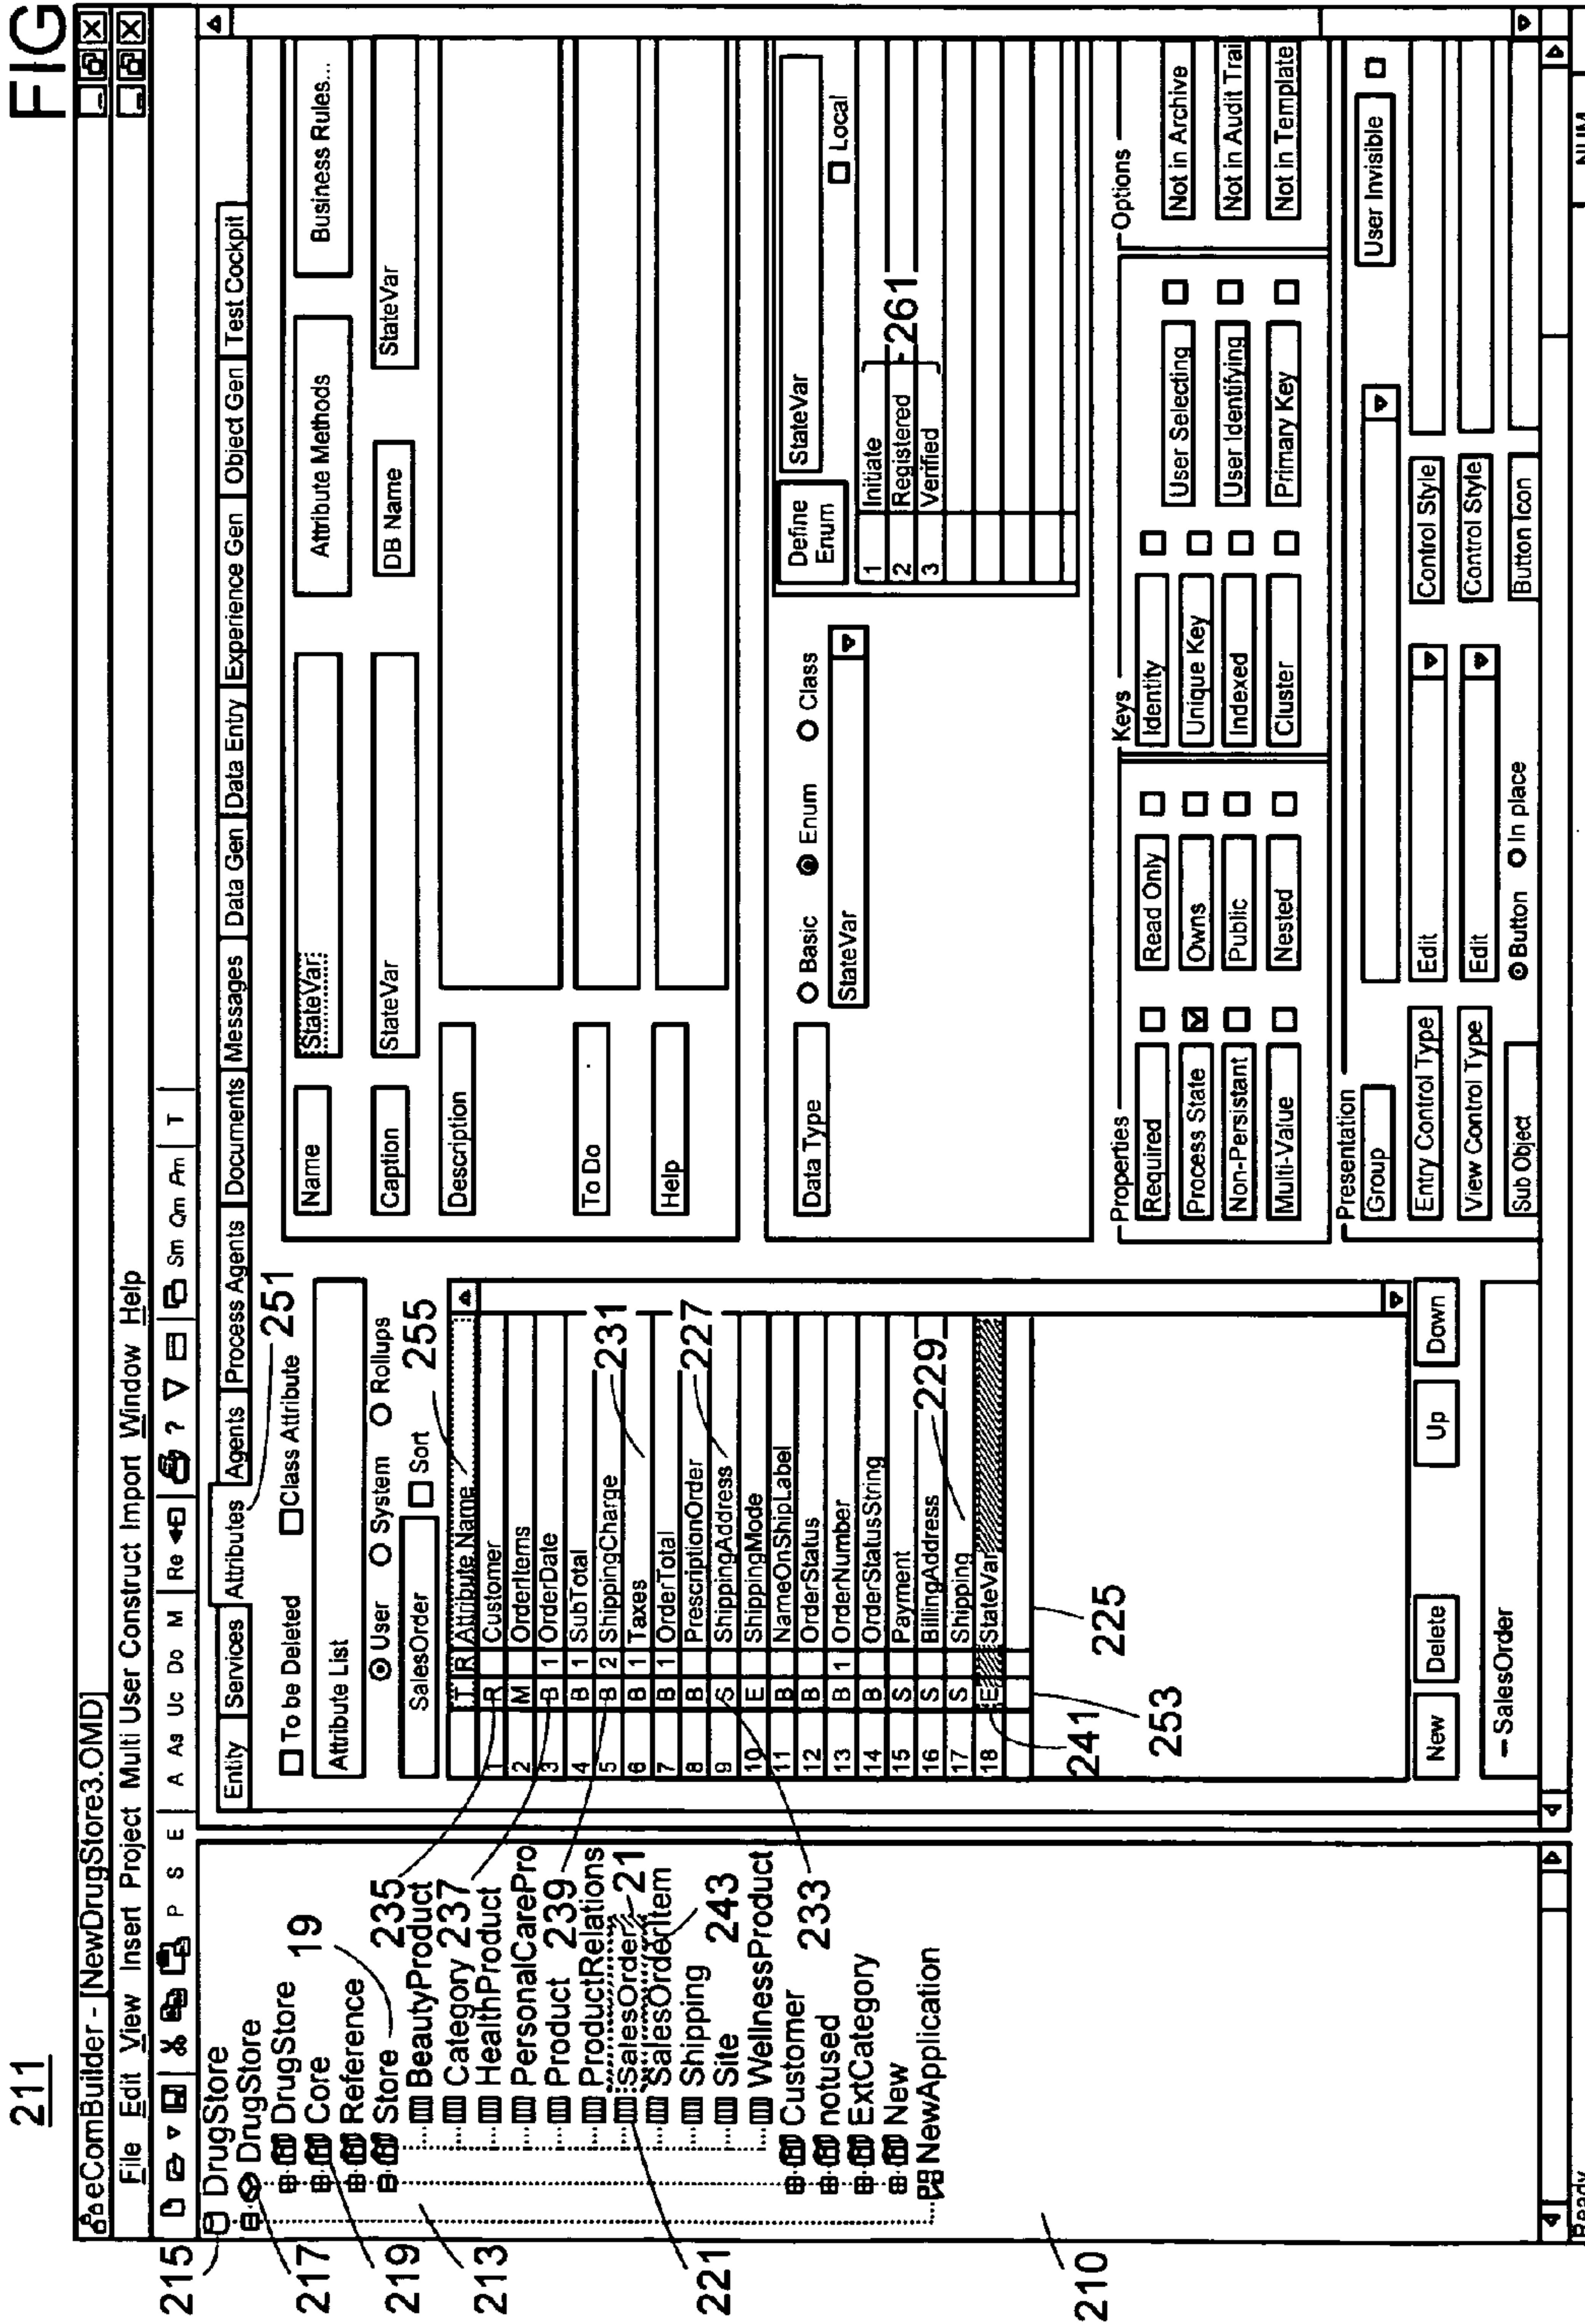 211
FIG
eComBuilder - [NewDrugStore3.OMD]
File Edit View Insert Project Multi User Construct Import Window Help
P S E A As Uc Do M Re ? Sm Qm Am T
215
217
219
213
221
210
DrugStore
DrugStore
DrugStore
Core
Reference
Store
BeautyProduct
Category
HealthProduct
PersonalCarePro
Product
ProductRelations
SalesOrder
SalesOrderItem
Shipping
Site
WellnessProduct
Customer
notused
ExtCategory
New
NewApplication
19
235
237
239
21
243
233
Entity Services Attributes Agents Process Agents Documents Messages Data Gen Data Entry Experience Gen Object Gen Test Cockpit
251
To be Deleted Class Attribute
Attribute List
User System Rollups
SalesOrder Sort
255
T R Attribute Name
1 R Customer
2 M OrderItems
3 B 1 OrderDate
4 B 1 SubTotal
5 B 2 ShippingCharge
6 B 1 Taxes
7 B 1 OrderTotal
8 B PrescriptionOrder
9 S ShippingAddress
10 E ShippingMode
11 B NameOnShipLabel
12 B OrderStatus
13 B 1 OrderNumber
14 B OrderStatusString
15 S Payment
16 S BillingAddress
17 S Shipping
18 E StateVar
231
227
229
241
253
225
New Delete Up Down
SalesOrder
Name StateVar Attribute Methods Business Rules...
Caption StateVar DB Name StateVar
Description
To Do
Help
Data Type Basic Enum Class
StateVar
Define Enum StateVar
Local
1 Initiate
2 Registered
3 Verified
261
Properties
Required Read Only
Process State Owns
Non-Persistant Public
Multi-Value Nested
Keys
Identity User Selecting
Unique Key User Identifying
Indexed Primary Key
Cluster
Options
Not in Archive
Not in Audit Trai
Not in Template
Presentation
Group User Invisible
Entry Control Type Edit Control Style
View Control Type Edit Control Style
Sub Object Button In place Button Icon
Ready
NUM